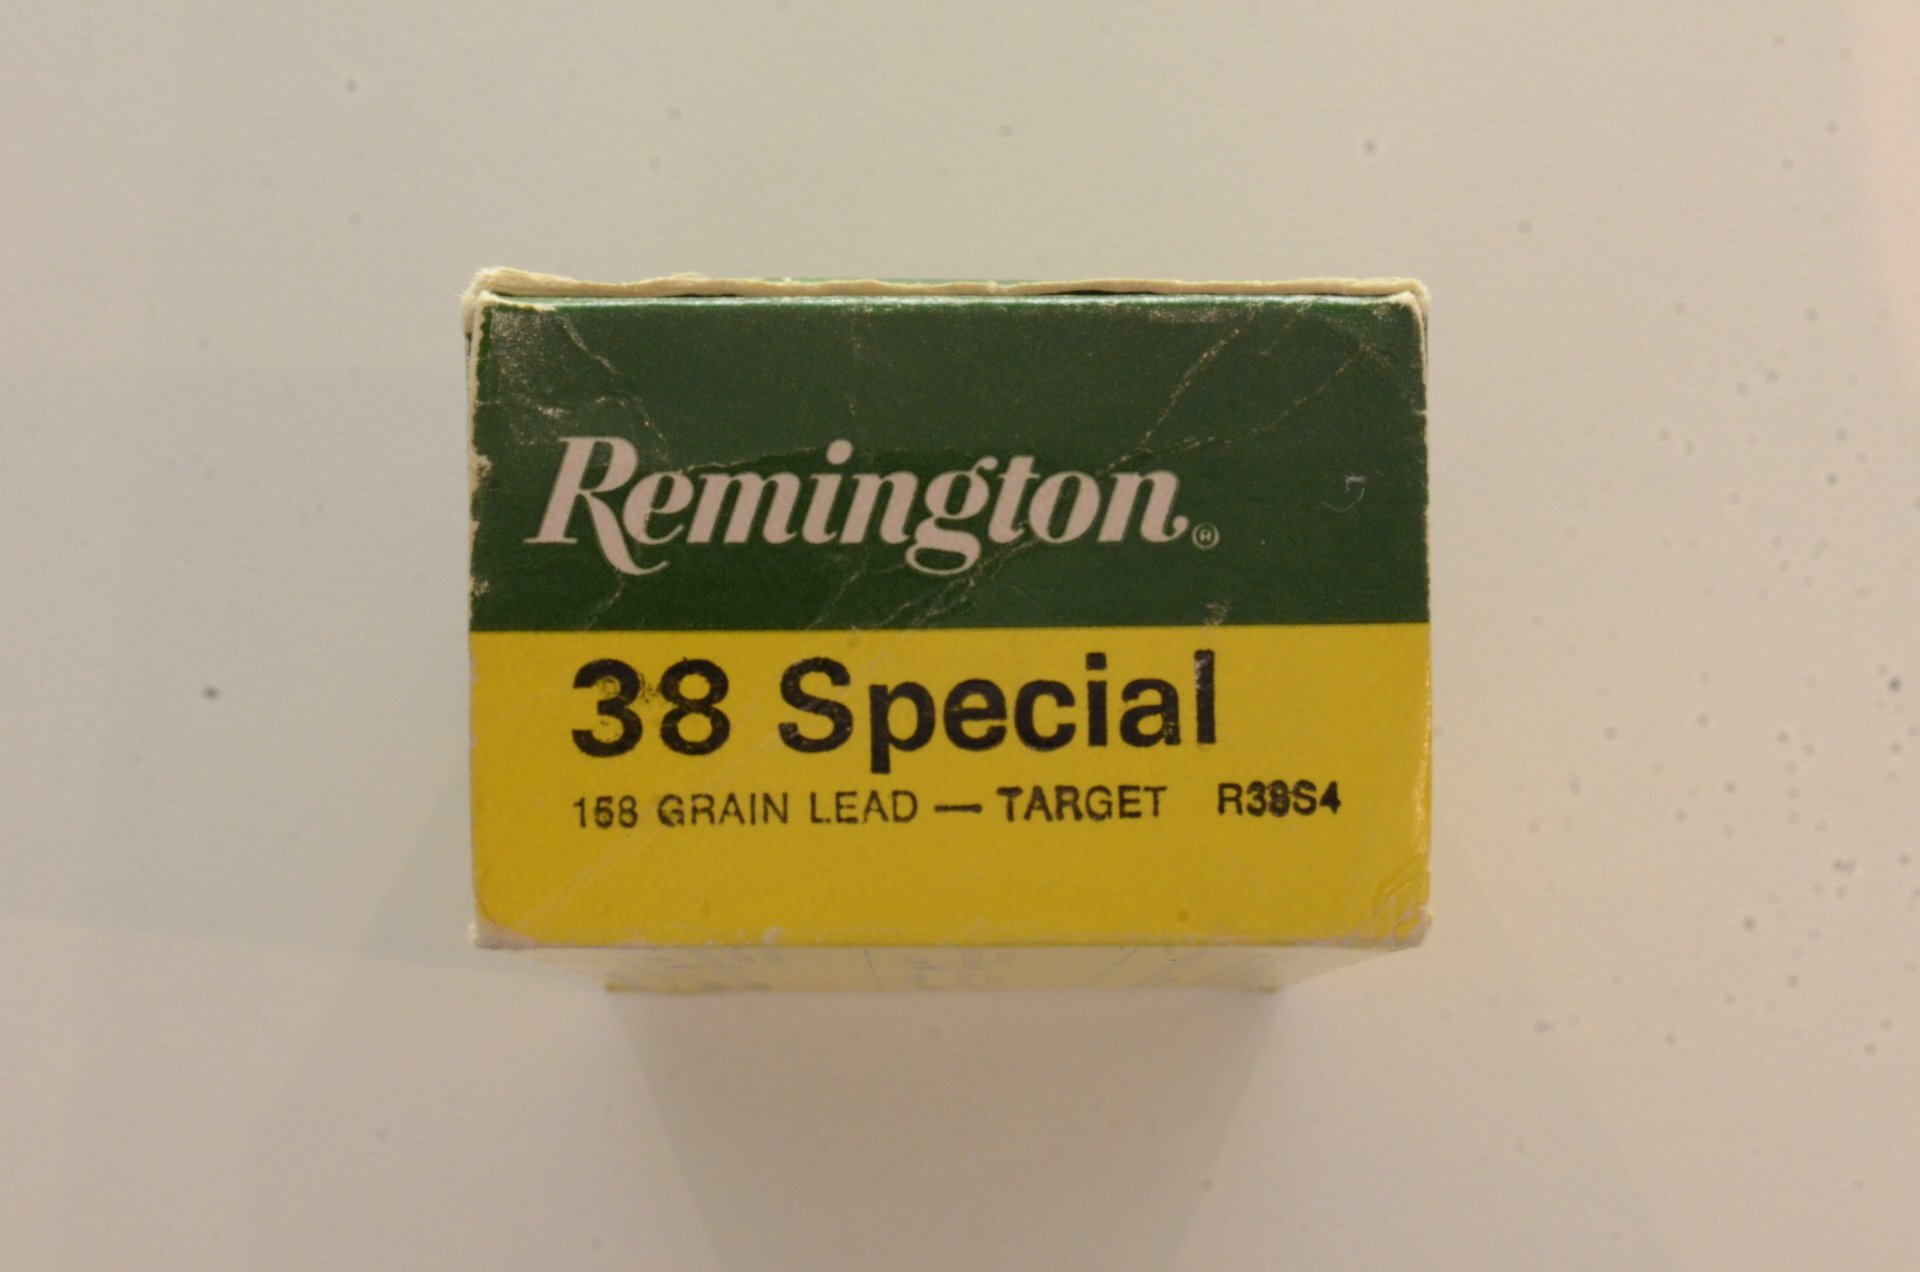 Remington®
38 Special
158 GRAIN LEAD — TARGET R38S4